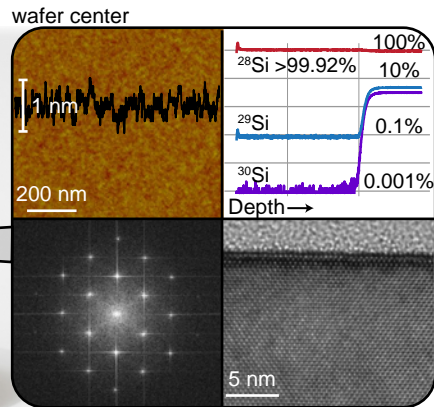 wafer center
1 nm
200 nm
100%
²⁸Si >99.92%
10%
²⁹Si
0.1%
³⁰Si
0.001%
Depth→
5 nm